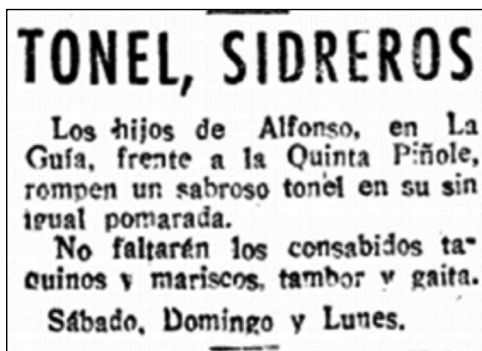 TONEL, SIDREROS
Los hijos de Alfonso, en La
Guía, frente a la Quinta Piñole,
rompen un sabroso tonel en su sin
igual pomarada.
No faltarán los consabidos ta-
quinos y mariscos, tambor y gaita.
Sábado, Domingo y Lunes.